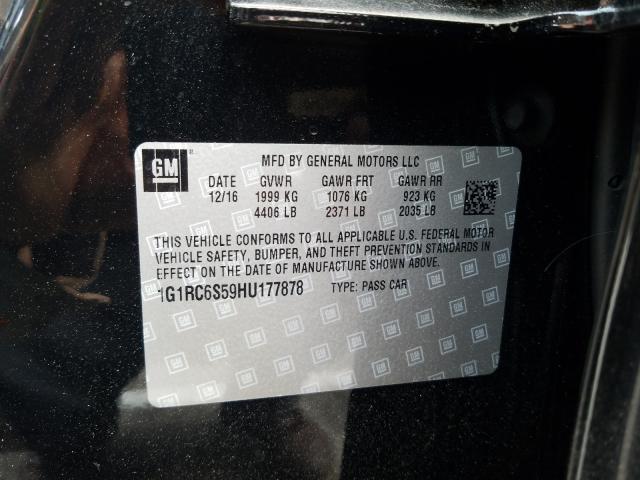 GM
MFD BY GENERAL MOTORS LLC
DATE GVWR GAWR FRT GAWR RR
12/16 1999 KG 1076 KG 923 KG
4406 LB 2371 LB 2035 LB
THIS VEHICLE CONFORMS TO ALL APPLICABLE U.S. FEDERAL MOTOR
VEHICLE SAFETY, BUMPER, AND THEFT PREVENTION STANDARDS IN
EFFECT ON THE DATE OF MANUFACTURE SHOWN ABOVE.
1G1RC6S59HU177878 TYPE: PASS CAR